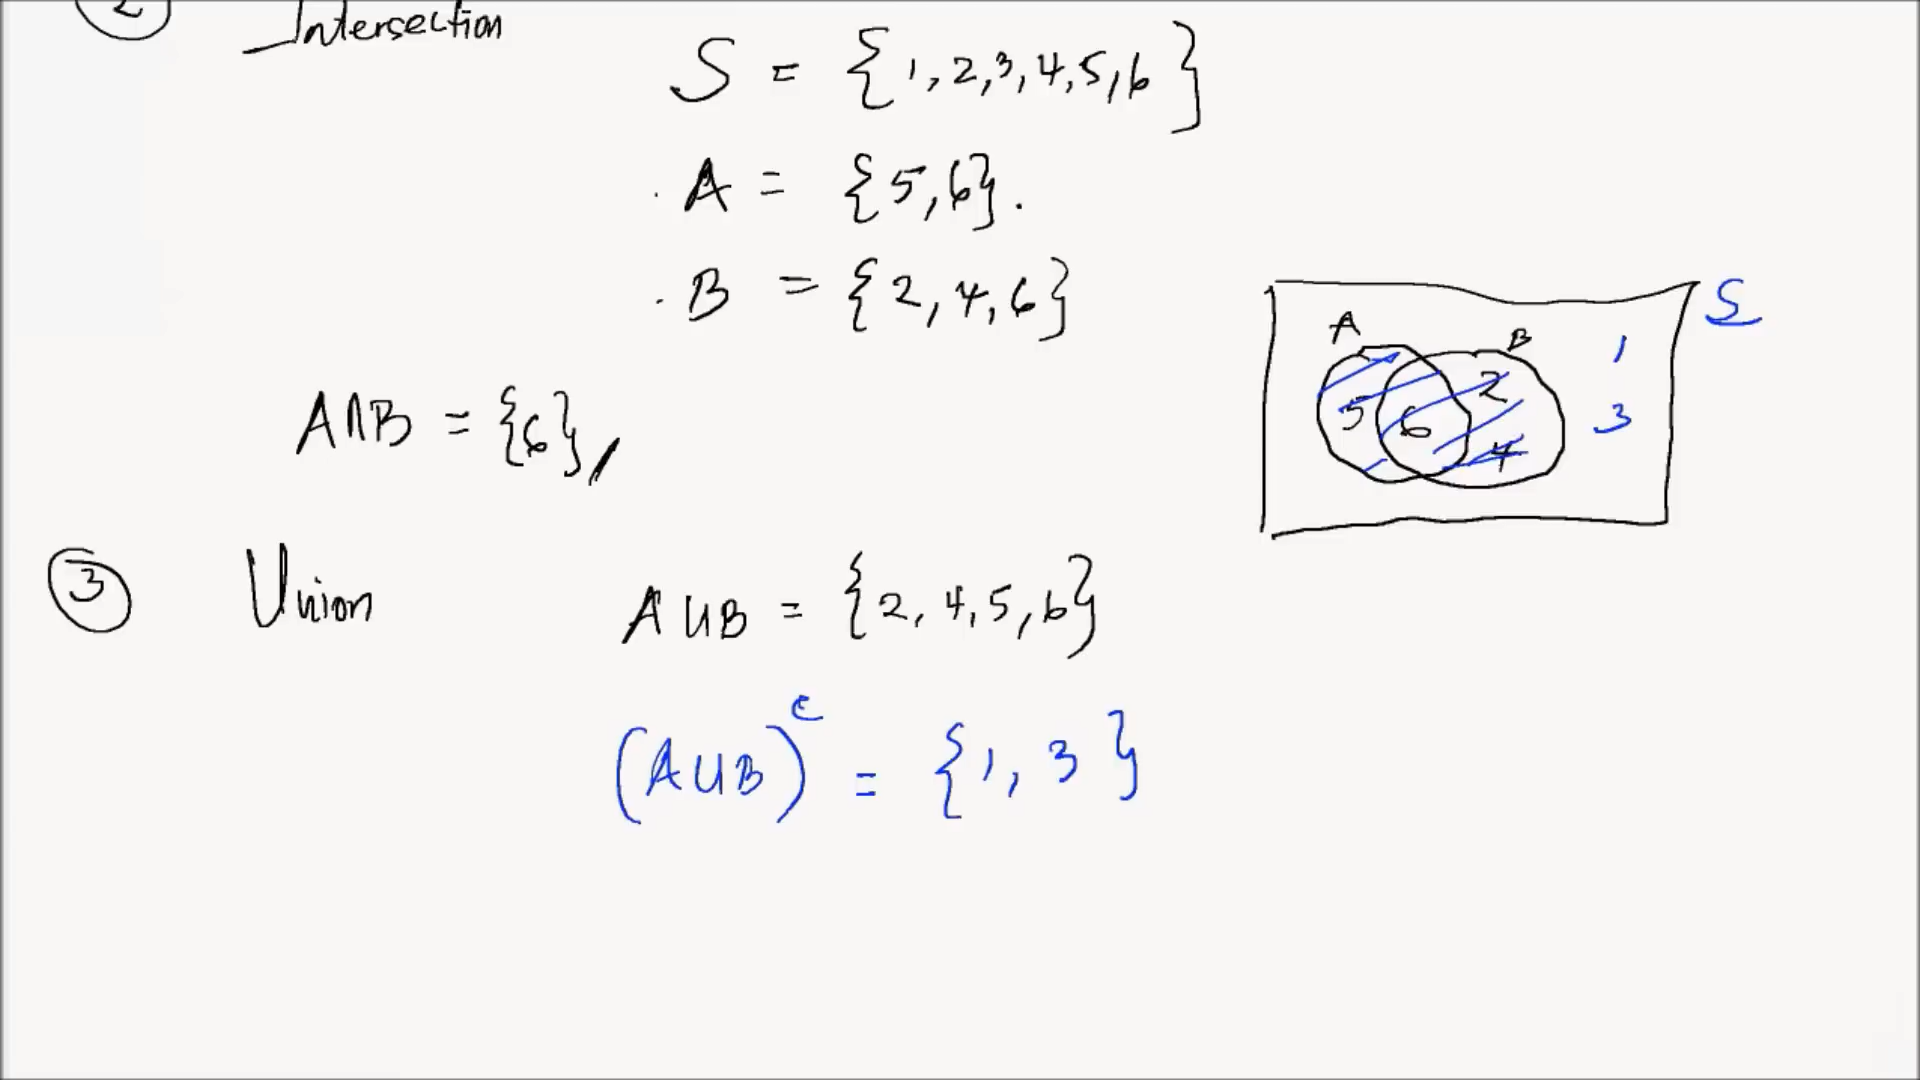 2 Intersection
S = {1,2,3,4,5,6}
. A = {5,6}.
. B = {2,4,6}
S
A B 1
5 6 2 4 3
A∩B = {6},
3 Union A∪B = {2,4,5,6}
(A∪B)ᶜ = {1,3}